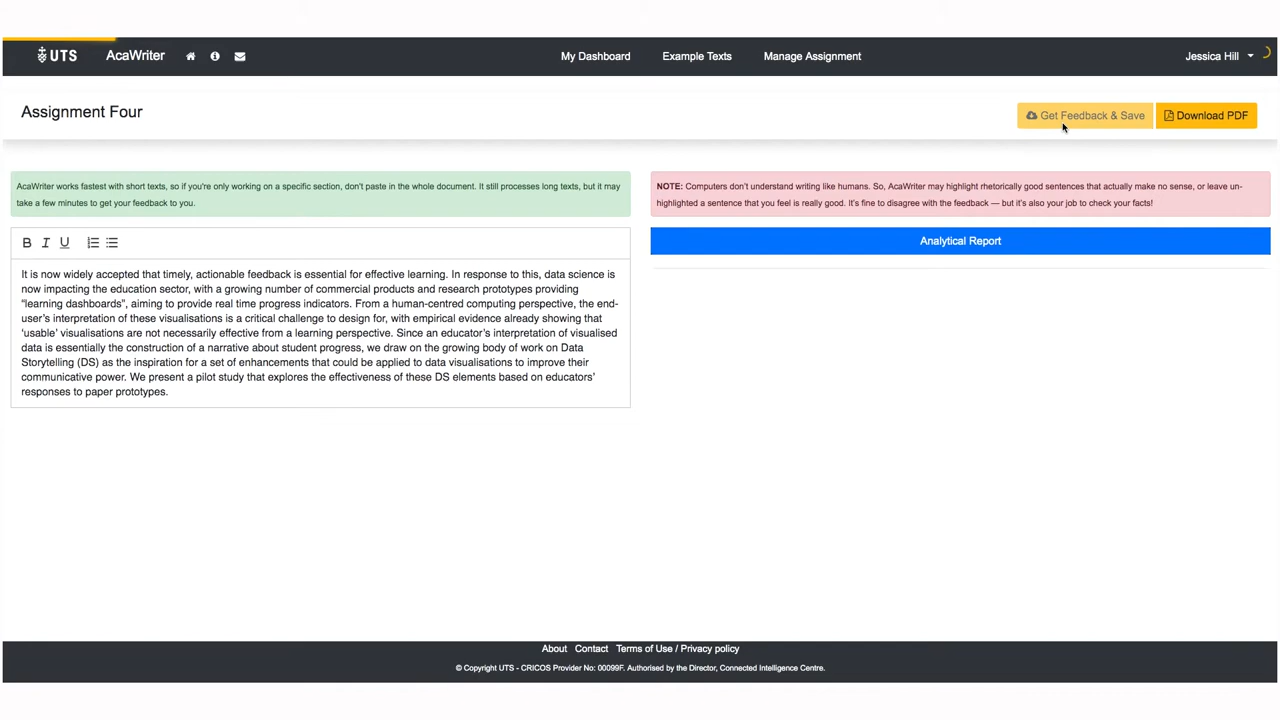 UTS AcaWriter My Dashboard Example Texts Manage Assignment Jessica Hill
Assignment Four
Get Feedback & Save Download PDF
AcaWriter works fastest with short texts, so if you're only working on a specific section, don't paste in the whole document. It still processes long texts, but it may
take a few minutes to get your feedback to you.
NOTE: Computers don't understand writing like humans. So, AcaWriter may highlight rhetorically good sentences that actually make no sense, or leave un-
highlighted a sentence that you feel is really good. It's fine to disagree with the feedback — but it's also your job to check your facts!
B I U
Analytical Report
It is now widely accepted that timely, actionable feedback is essential for effective learning. In response to this, data science is
now impacting the education sector, with a growing number of commercial products and research prototypes providing
“learning dashboards”, aiming to provide real time progress indicators. From a human-centred computing perspective, the end-
user’s interpretation of these visualisations is a critical challenge to design for, with empirical evidence already showing that
‘usable’ visualisations are not necessarily effective from a learning perspective. Since an educator’s interpretation of visualised
data is essentially the construction of a narrative about student progress, we draw on the growing body of work on Data
Storytelling (DS) as the inspiration for a set of enhancements that could be applied to data visualisations to improve their
communicative power. We present a pilot study that explores the effectiveness of these DS elements based on educators’
responses to paper prototypes.
About Contact Terms of Use / Privacy policy
© Copyright UTS - CRICOS Provider No: 00099F. Authorised by the Director, Connected Intelligence Centre.